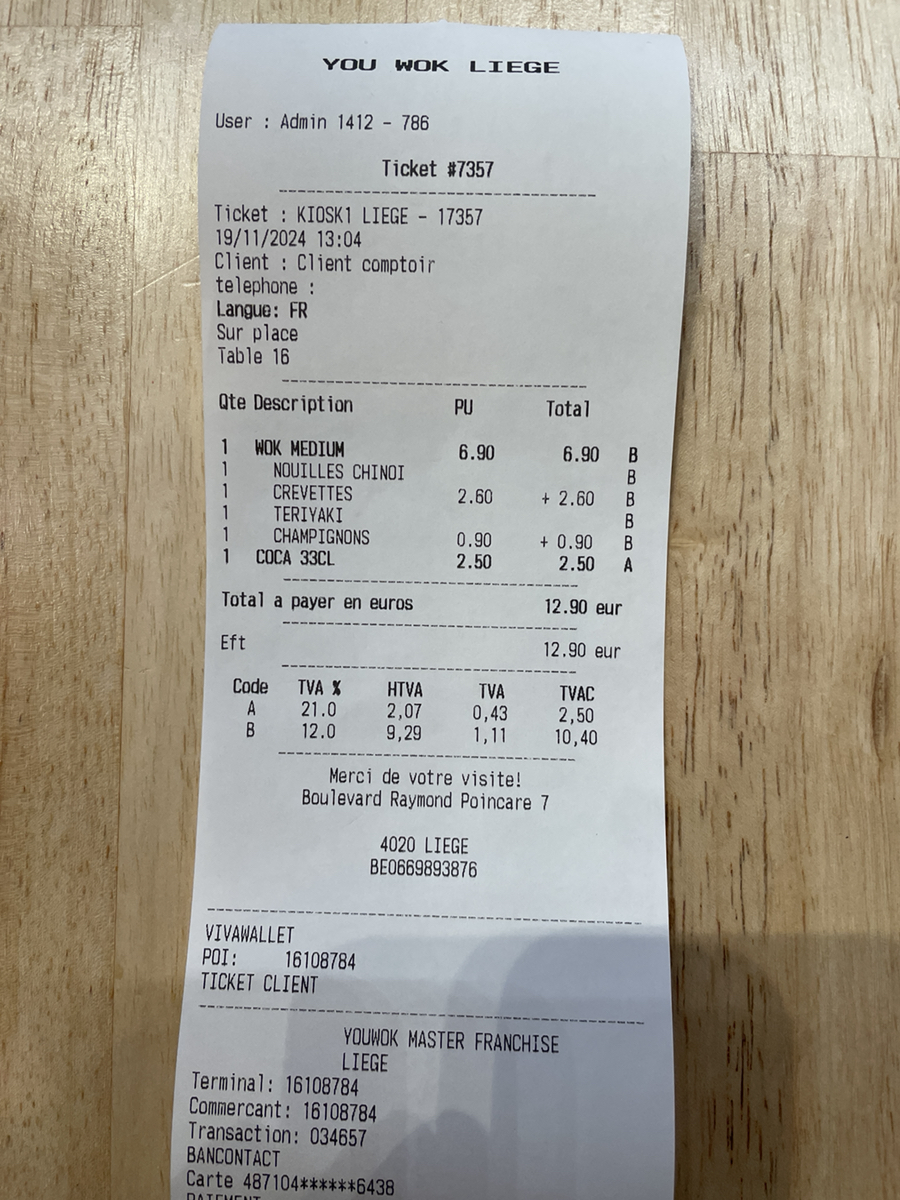 YOU WOK LIEGE
User : Admin 1412 - 786
Ticket #7357
Ticket : KIOSK1 LIEGE - 17357
19/11/2024 13:04
Client : Client comptoir
telephone :
Langue: FR
Sur place
Table 16
Qte Description PU Total
1 WOK MEDIUM 6.90 6.90 B
1 NOUILLES CHINOI B
1 CREVETTES 2.60 + 2.60 B
1 TERIYAKI B
1 CHAMPIGNONS 0.90 + 0.90 B
1 COCA 33CL 2.50 2.50 A
Total a payer en euros 12.90 eur
Eft 12.90 eur
Code TVA % HTVA TVA TVAC
A 21.0 2,07 0,43 2,50
B 12.0 9,29 1,11 10,40
Merci de votre visite!
Boulevard Raymond Poincare 7
4020 LIEGE
BE0669893876
VIVAWALLET
POI: 16108784
TICKET CLIENT
YOUWOK MASTER FRANCHISE
LIEGE
Terminal: 16108784
Commercant: 16108784
Transaction: 034657
BANCONTACT
Carte 487104******6438
PAIEMENT